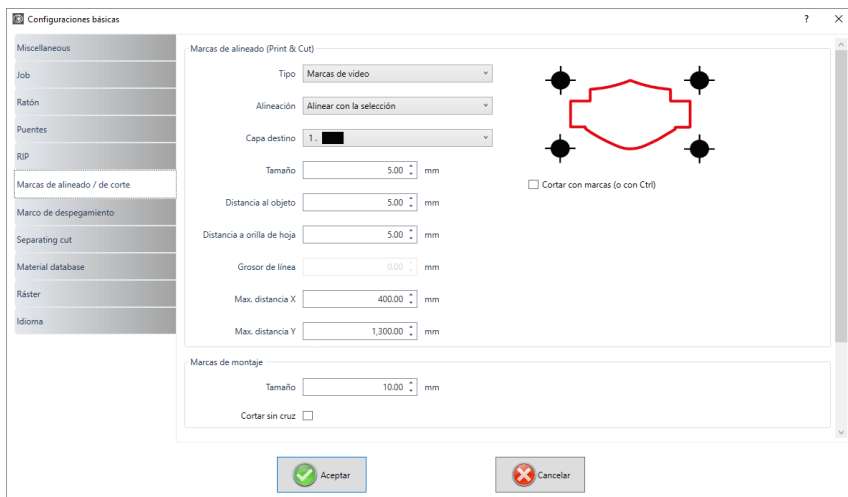 Configuraciones básicas
?
Miscellaneous
Job
Ratón
Puentes
RIP
Marcas de alineado / de corte
Marco de despegamiento
Separating cut
Material database
Ráster
Idioma
Marcas de alineado (Print & Cut)
Tipo Marcas de video
Alineación Alinear con la selección
Capa destino 1.
Tamaño 5.00 mm
Distancia al objeto 5.00 mm
Distancia a orilla de hoja 5.00 mm
Grosor de línea 0.00 mm
Max. distancia X 400.00 mm
Max. distancia Y 1,300.00 mm
Cortar con marcas (o con Ctrl)
Marcas de montaje
Tamaño 10.00 mm
Cortar sin cruz
Aceptar
Cancelar